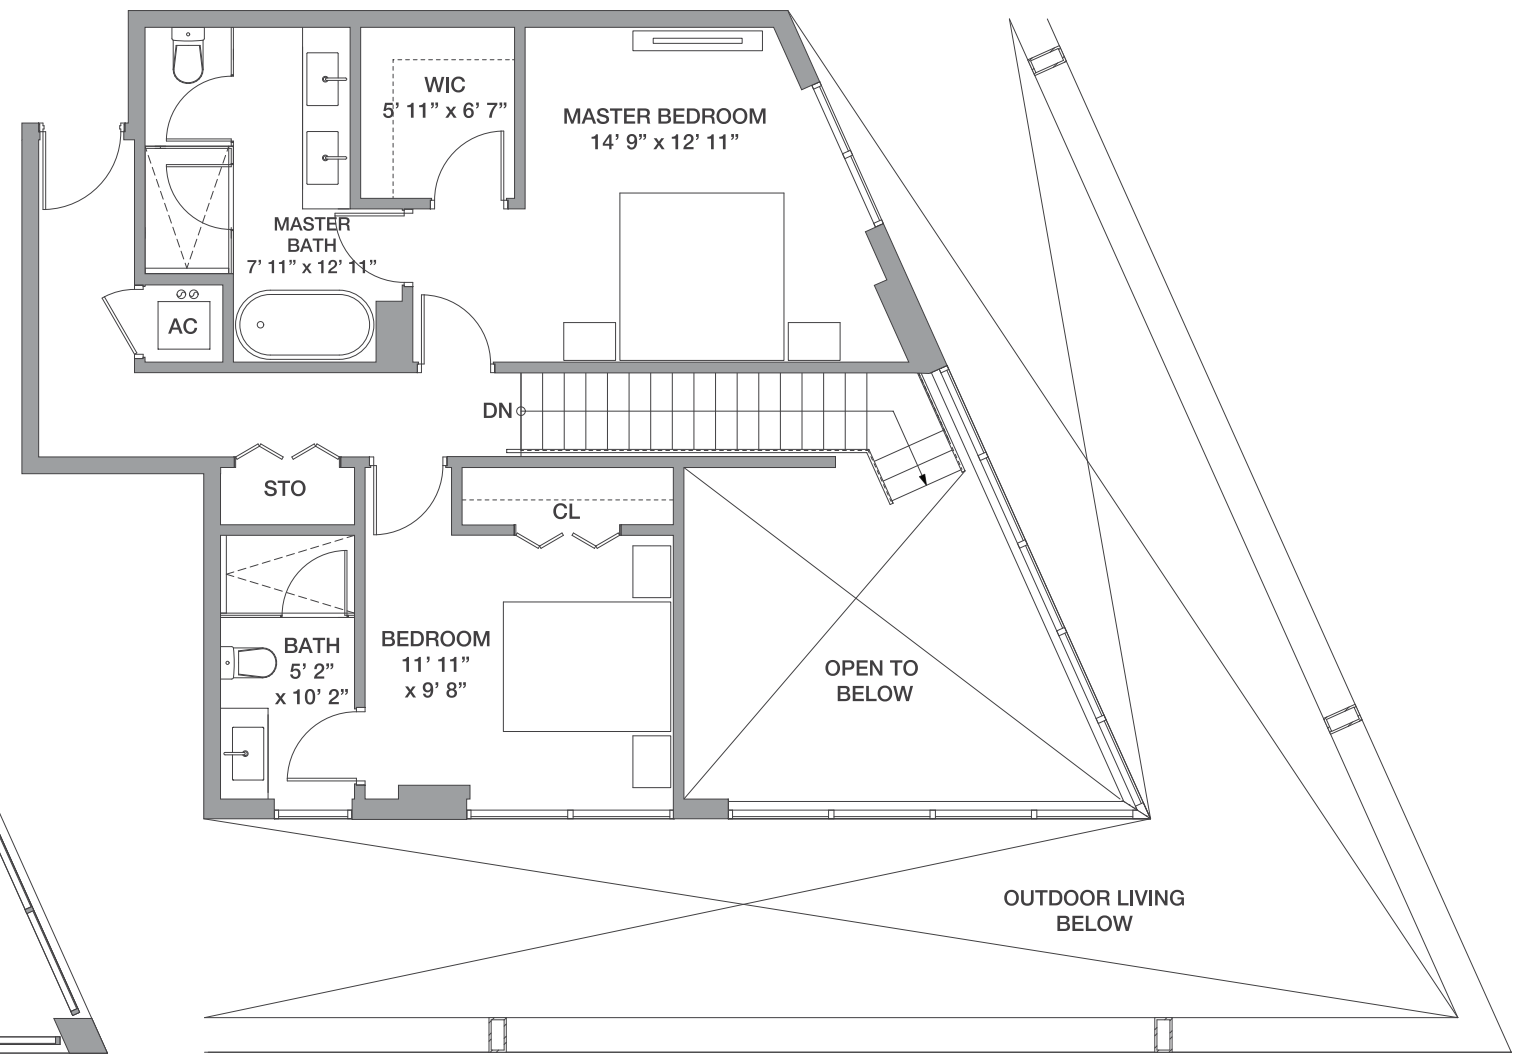 WIC
5’ 11” x 6’ 7”
MASTER BEDROOM
14’ 9” x 12’ 11”
MASTER
BATH
7’ 11” x 12’ 11”
AC
DN
STO
CL
BATH
5’ 2”
x 10’ 2”
BEDROOM
11’ 11”
x 9’ 8”
OPEN TO
BELOW
OUTDOOR LIVING
BELOW